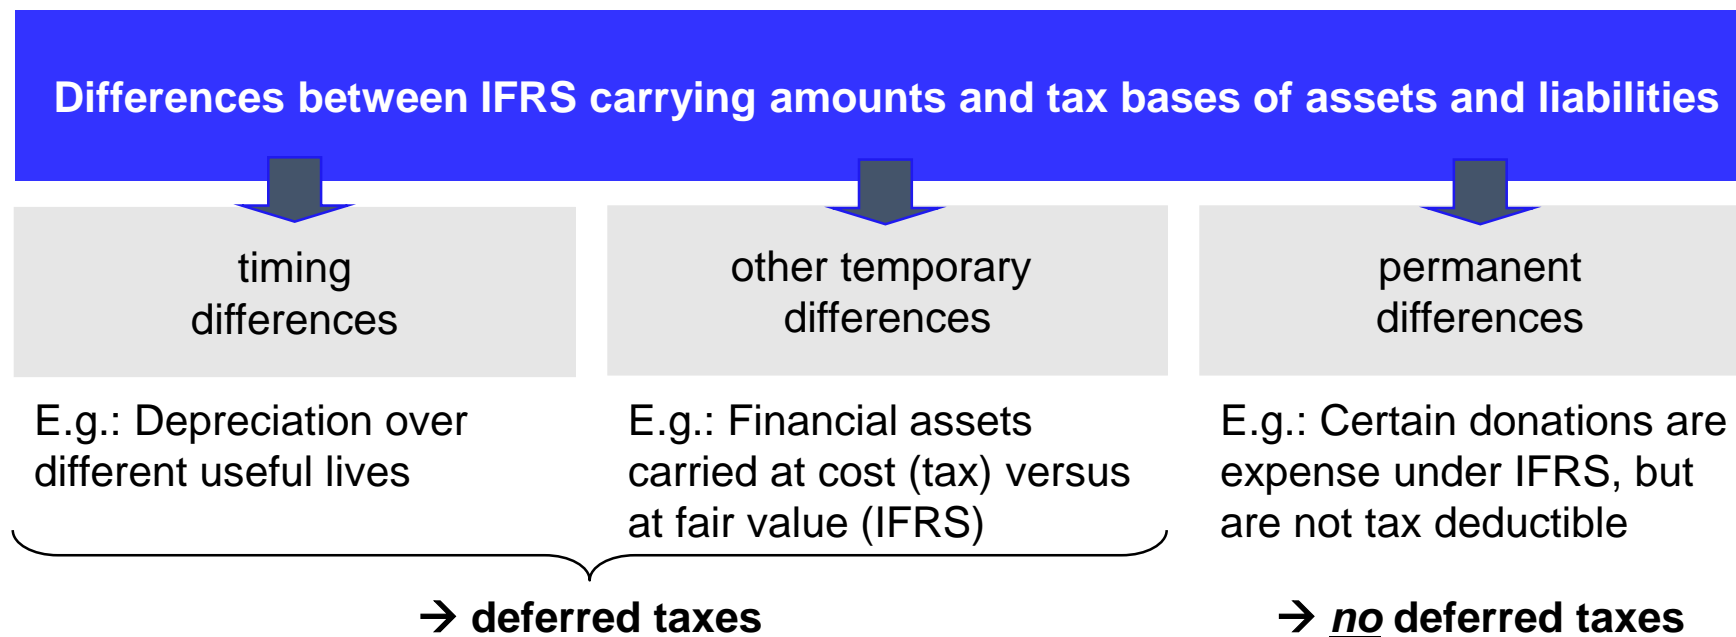 Differences between IFRS carrying amounts and tax bases of assets and liabilities
timing
differences
E.g.: Depreciation over
different useful lives
other temporary
differences
E.g.: Financial assets
carried at cost (tax) versus
at fair value (IFRS)
→ deferred taxes
permanent
differences
E.g.: Certain donations are
expense under IFRS, but
are not tax deductible
→ no deferred taxes